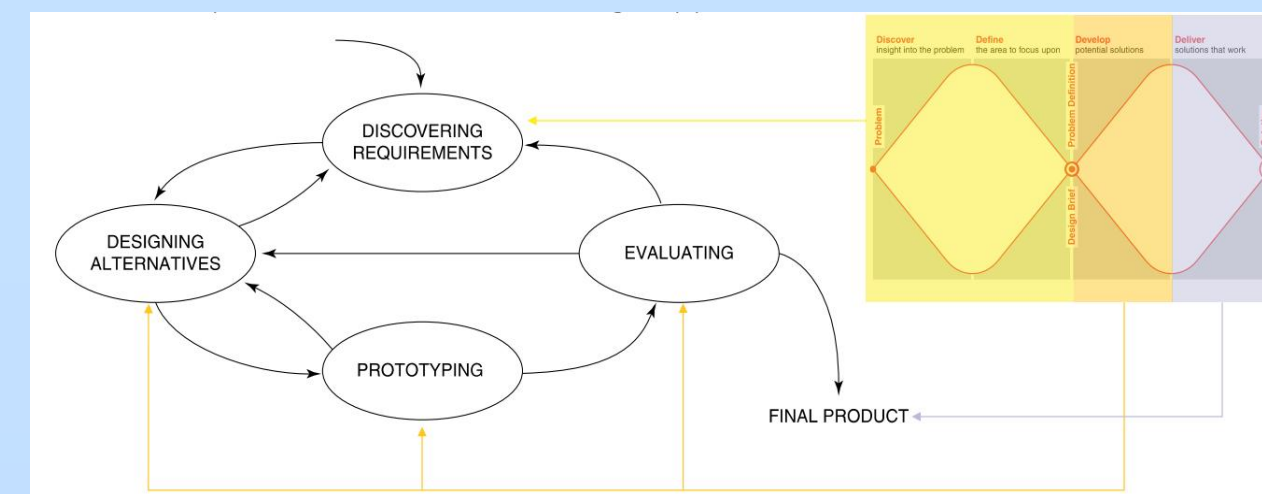 Discover
insight into the problem
Define
the area to focus upon
Develop
potential solutions
Deliver
solutions that work
Problem
Problem Definition
Design Brief
DISCOVERING
REQUIREMENTS
DESIGNING
ALTERNATIVES
EVALUATING
PROTOTYPING
FINAL PRODUCT